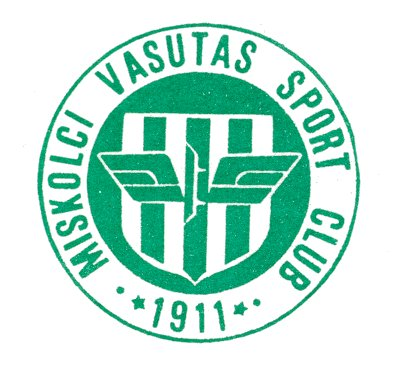 MISKOLCI VASUTAS SPORT CLUB
1911